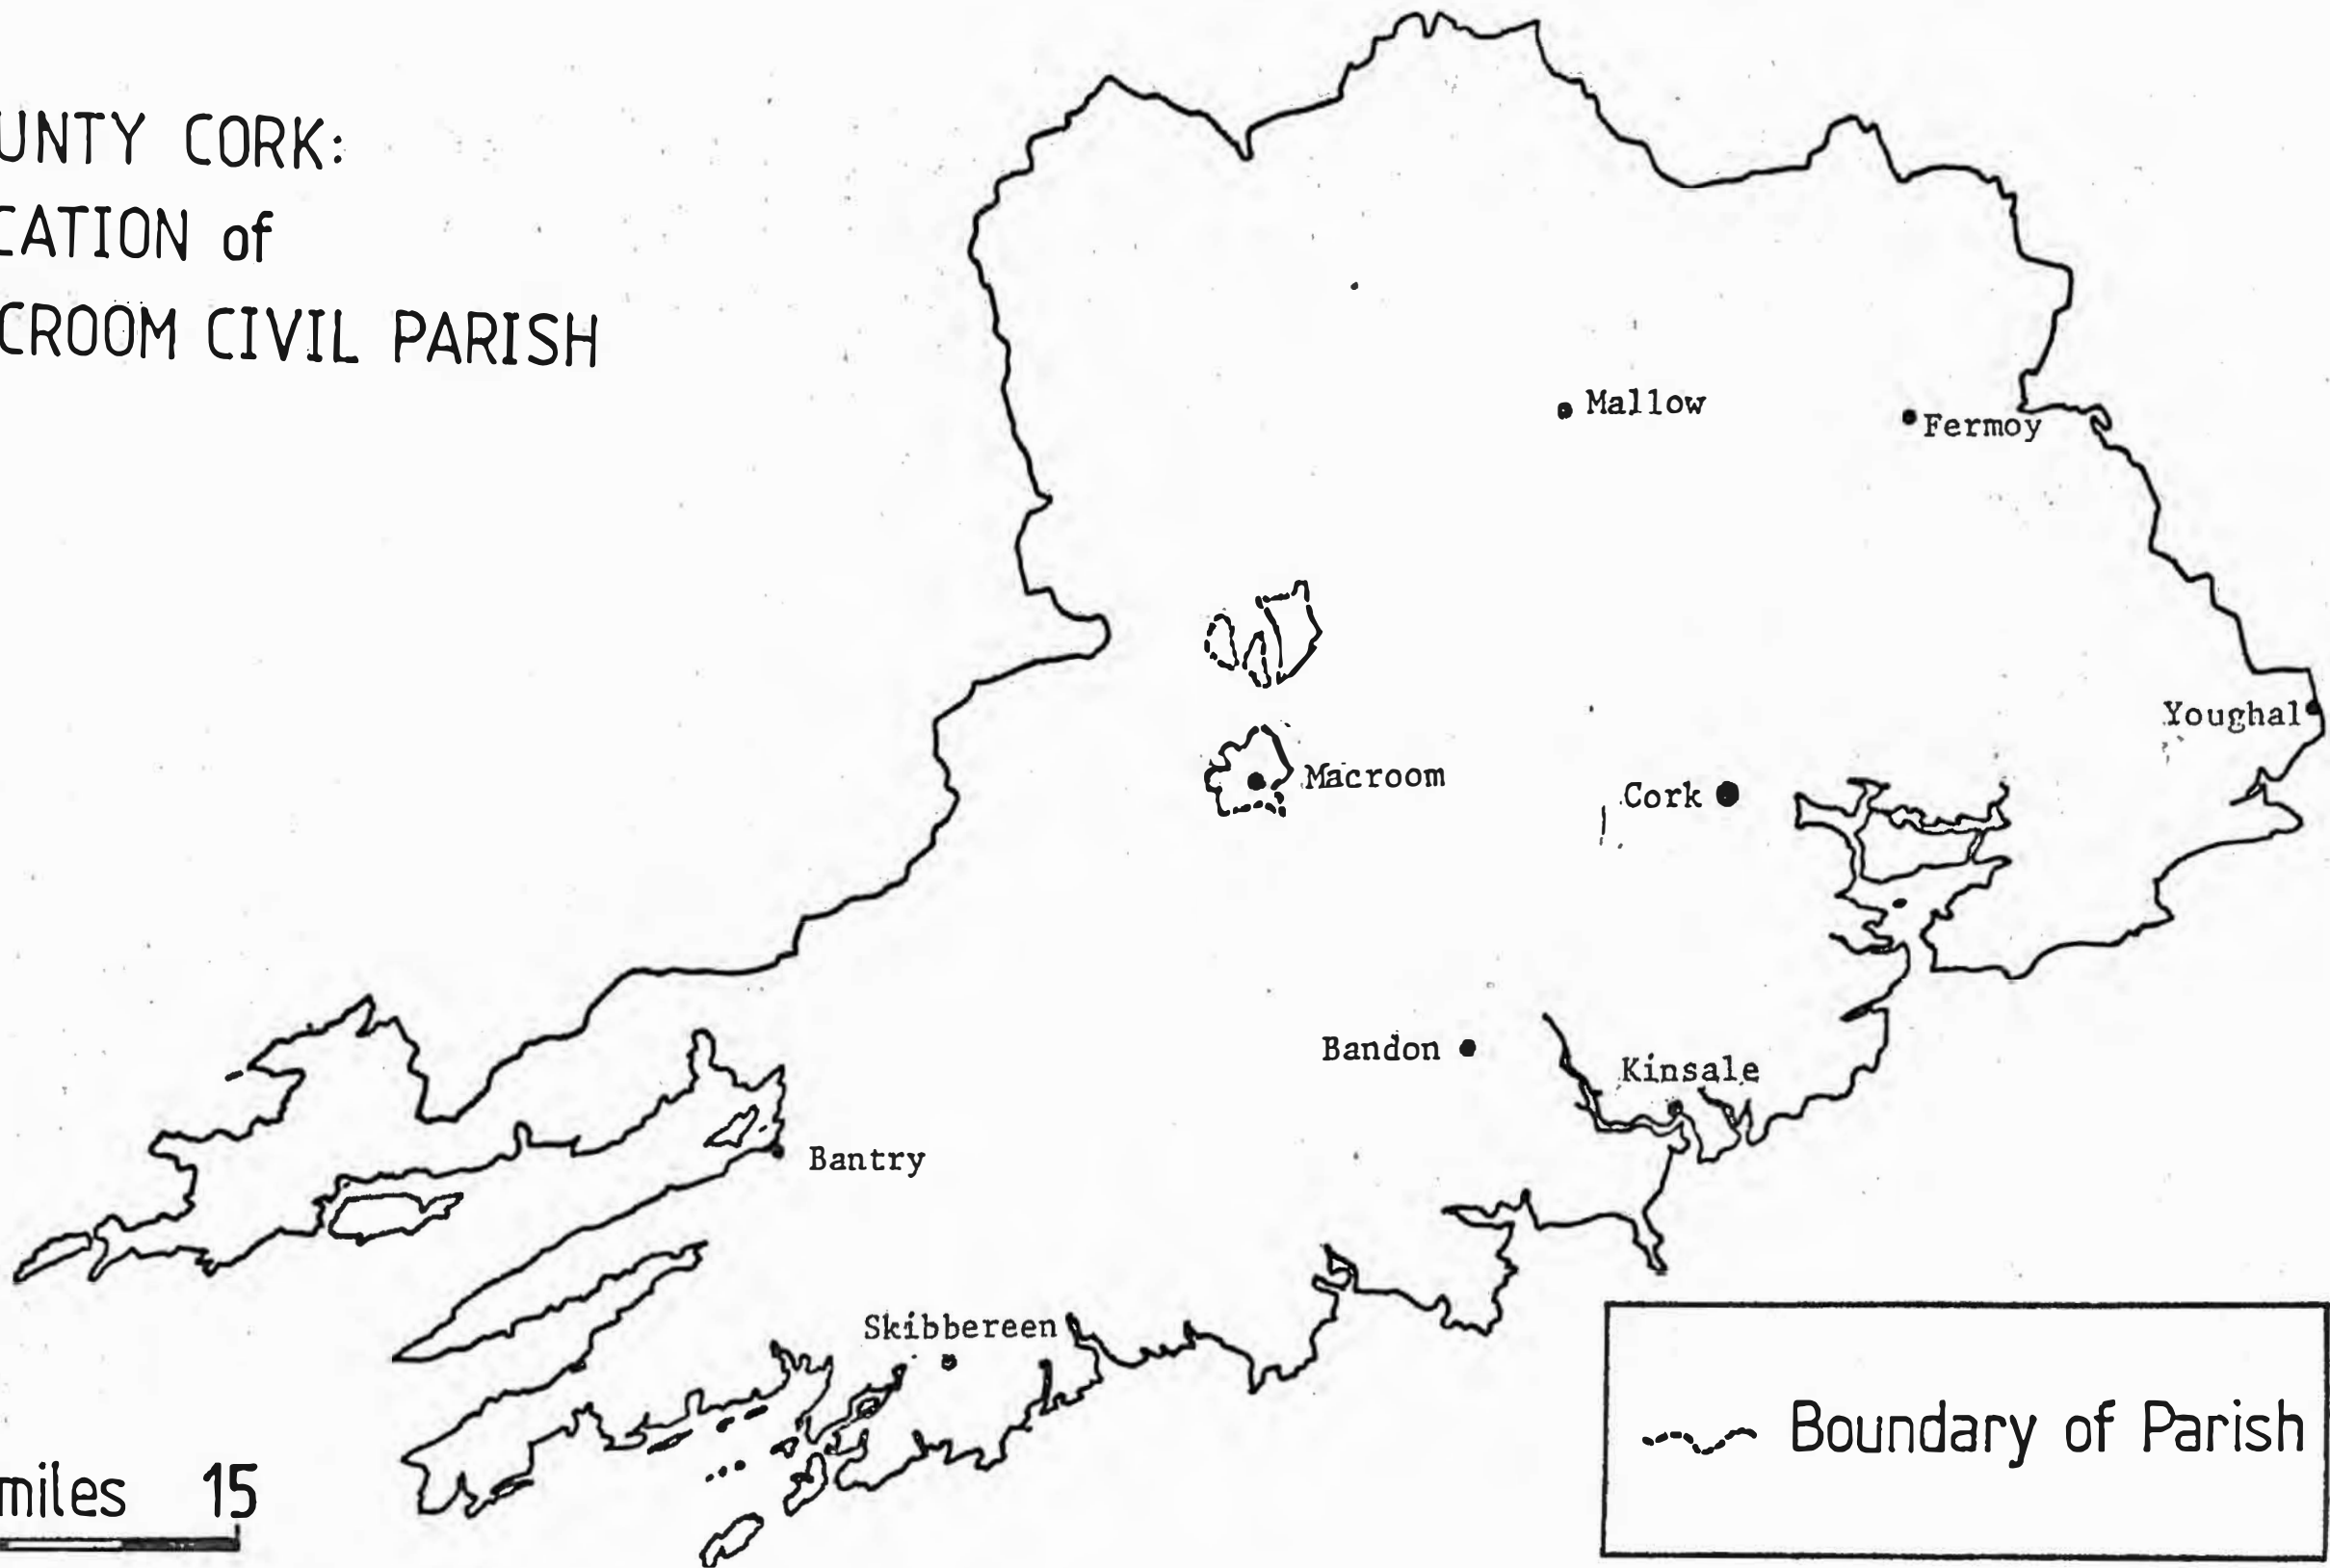 UNTY CORK:
CATION of
CROOM CIVIL PARISH
Mallow
Fermoy
Youghal
Macroom
Cork
Bandon
Kinsale
Bantry
Skibbereen
Boundary of Parish
miles 15